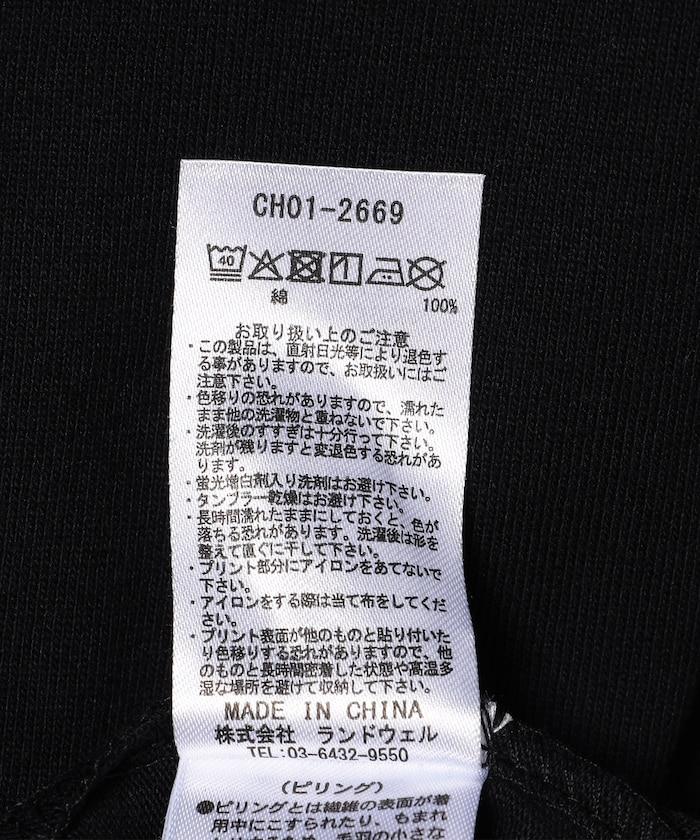 CH01-2669
40
綿 100%
お取り扱い上のご注意
・この製品は、直射日光等により退色す
る事がありますので、お取扱いにはご
注意下さい。
・色移りの恐れがありますので、濡れた
まま他の洗濯物と重ねないで下さい。
・洗濯後のすすぎは十分行って下さい。
洗剤が残りますと変退色する恐れがあ
ります。
・蛍光増白剤入り洗剤はお避け下さい。
・タンブラー乾燥はお避け下さい。
・長時間濡れたままにしておくと、色が
落ちる恐れがあります。洗濯後は形を
整えて直ぐに干して下さい。
・プリント部分にアイロンをあてないで
下さい。
・アイロンをする際は当て布をしてくだ
さい。
・プリント表面が他のものと貼り付いた
り色移りする恐れがありますので、他
のものと長時間密着した状態や高温多
湿な場所を避けて収納して下さい。
MADE IN CHINA
株式会社 ランドウェル
TEL:03-6432-9550
(ピリング)
●ピリングとは繊維の表面が着
用中にこすられたり、もまれ
毛羽の小さな